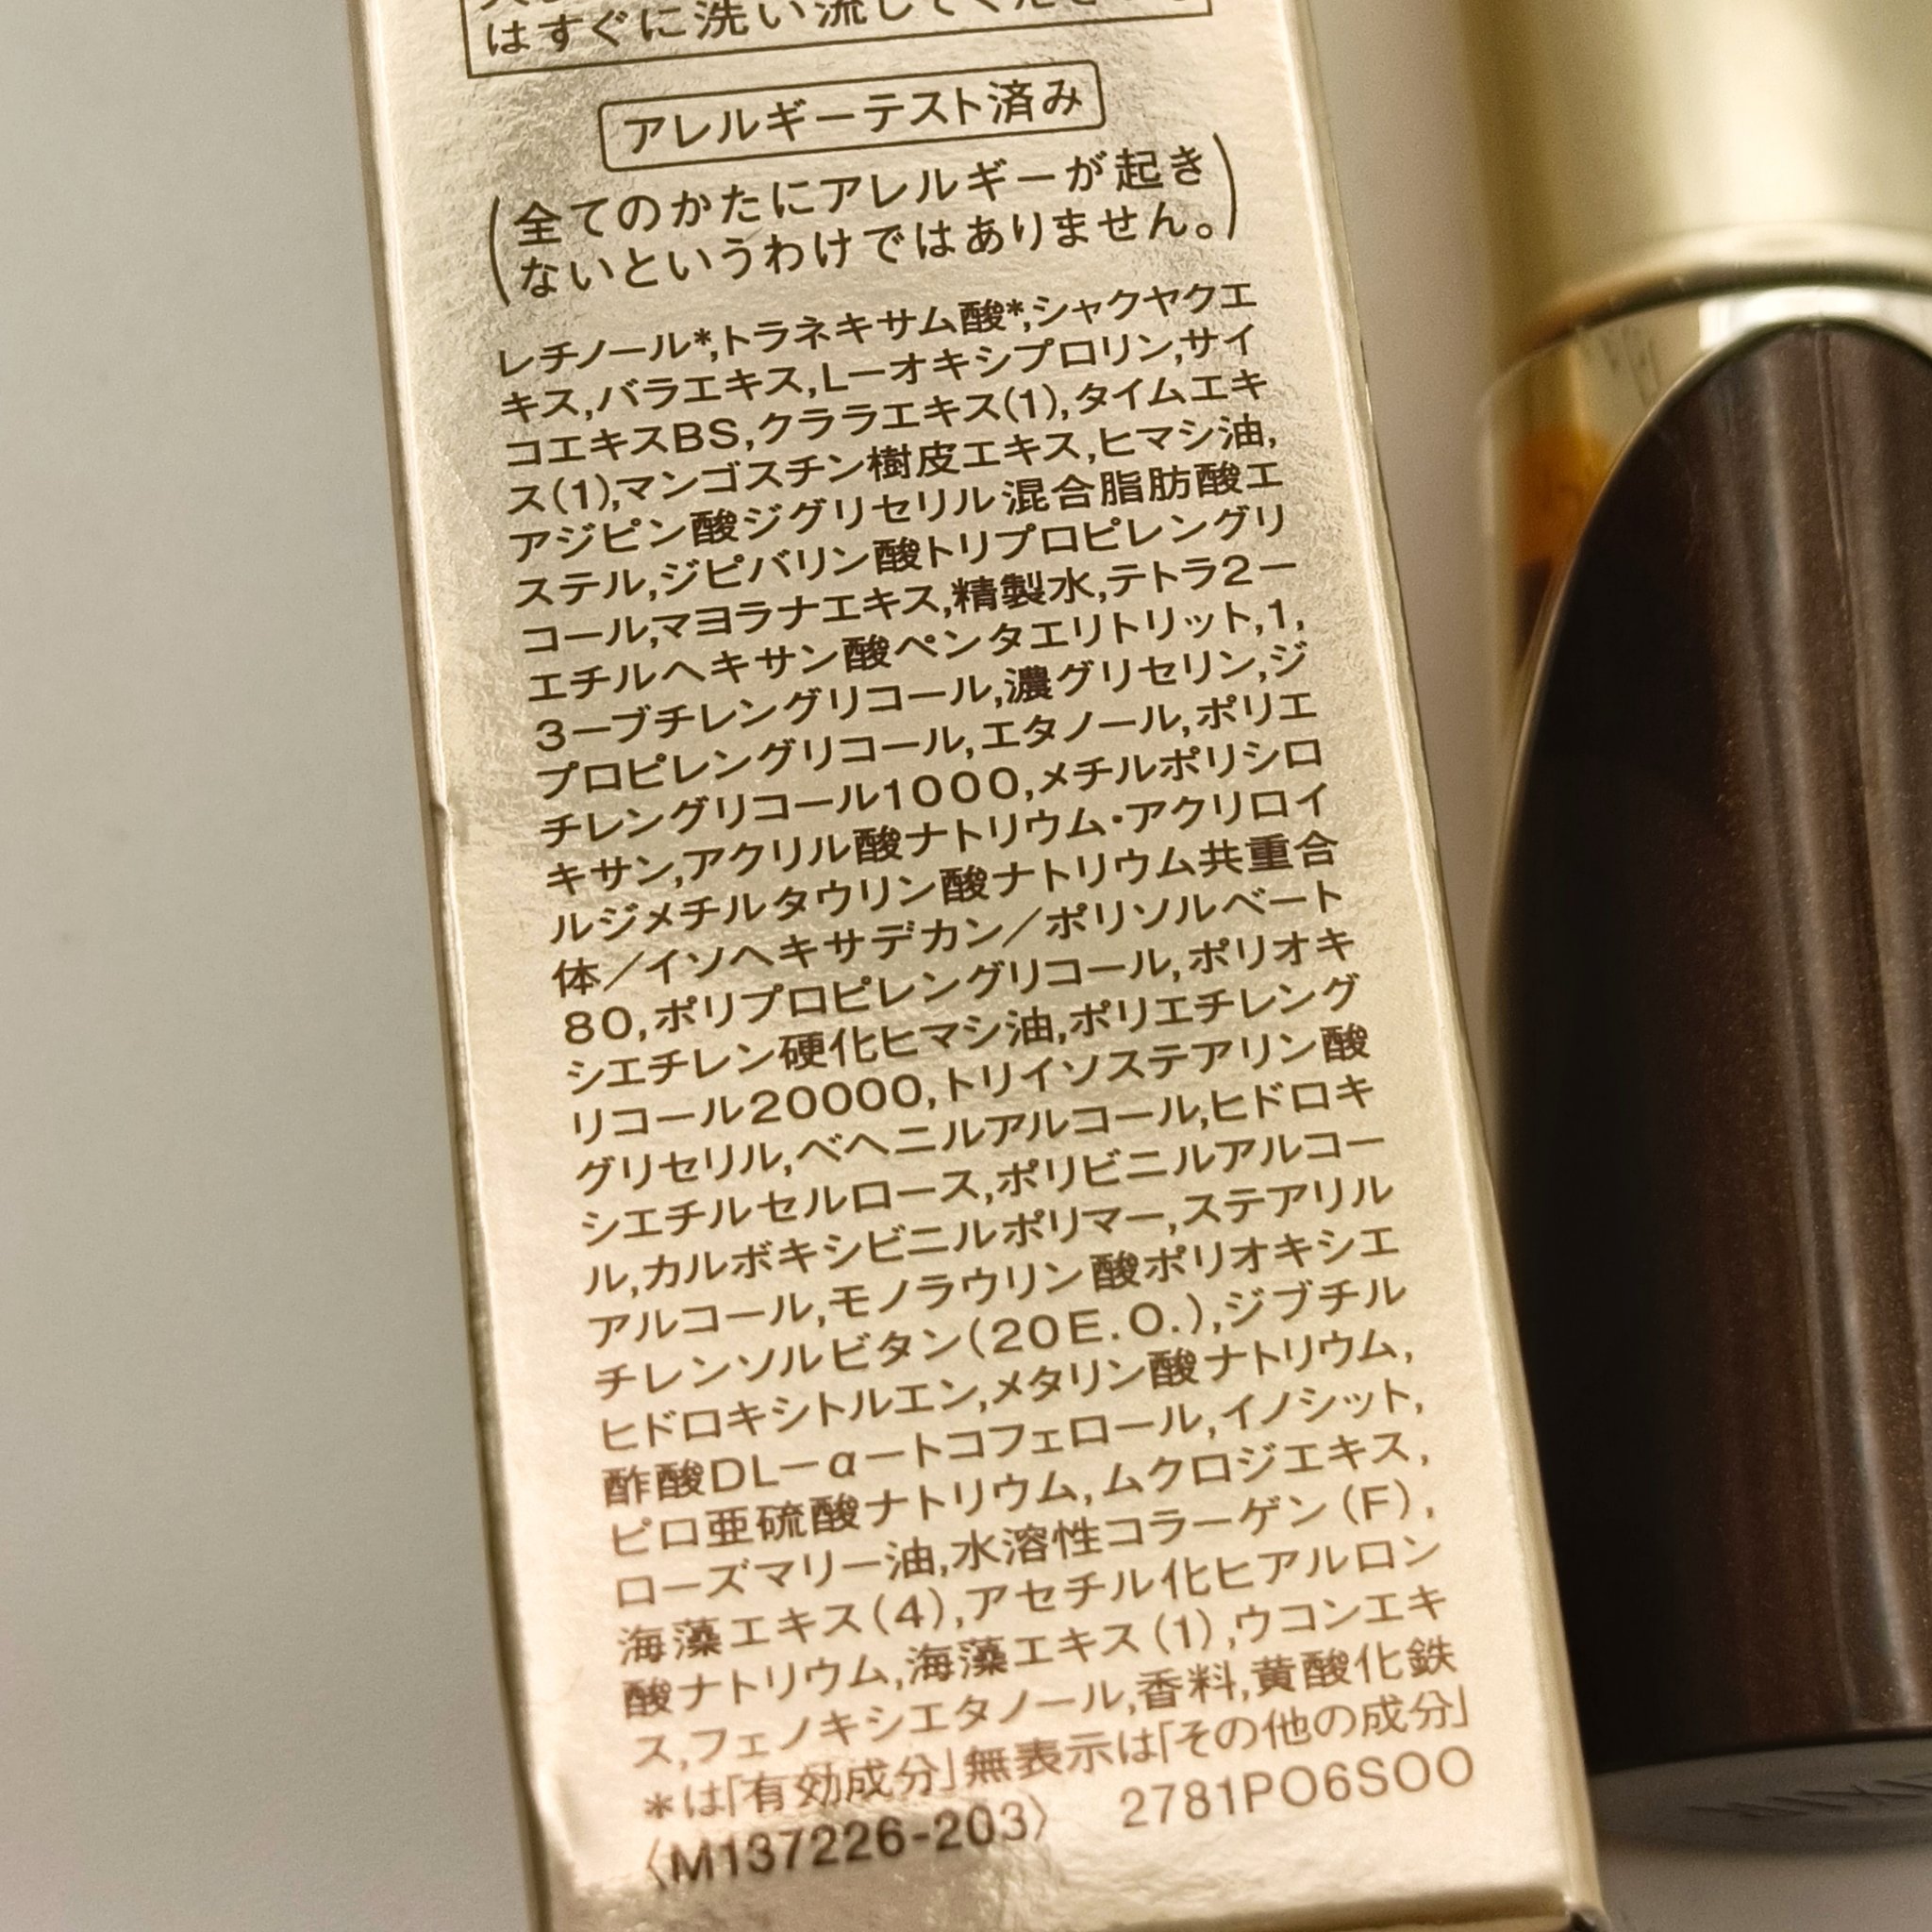 はすぐに洗い流してください
アレルギーテスト済み
(全てのかたにアレルギーが起き
ないというわけではありません。)
レチノール*,トラネキサム酸*,シャクヤクエ
キス,バラエキス,L－オキシプロリン,サイ
コエキスBS,クララエキス(1),タイムエキ
ス(1),マンゴスチン樹皮エキス,ヒマシ油,
アジピン酸ジグリセリル混合脂肪酸エ
ステル,ジピバリン酸トリプロピレングリ
コール,マヨラナエキス,精製水,テトラ2－
エチルヘキサン酸ペンタエリトリット,1,
3－ブチレングリコール,濃グリセリン,ジ
プロピレングリコール,エタノール,ポリエ
チレングリコール1000,メチルポリシロ
キサン,アクリル酸ナトリウム・アクリロイ
ルジメチルタウリン酸ナトリウム共重合
体／イソヘキサデカン／ポリソルベート
80,ポリプロピレングリコール,ポリオキ
シエチレン硬化ヒマシ油,ポリエチレング
リコール20000,トリイソステアリン酸
グリセリル,ベヘニルアルコール,ヒドロキ
シエチルセルロース,ポリビニルアルコー
ル,カルボキシビニルポリマー,ステアリル
アルコール,モノラウリン酸ポリオキシエ
チレンソルビタン(20E.O.),ジブチル
ヒドロキシトルエン,メタリン酸ナトリウム,
酢酸DL－α－トコフェロール,イノシット,
ピロ亜硫酸ナトリウム,ムクロジエキス,
ローズマリー油,水溶性コラーゲン(F),
海藻エキス(4),アセチル化ヒアルロン
酸ナトリウム,海藻エキス(1),ウコンエキ
ス,フェノキシエタノール,香料,黄酸化鉄
*は「有効成分」無表示は「その他の成分」
〈M137226-203〉 2781PO6SOO